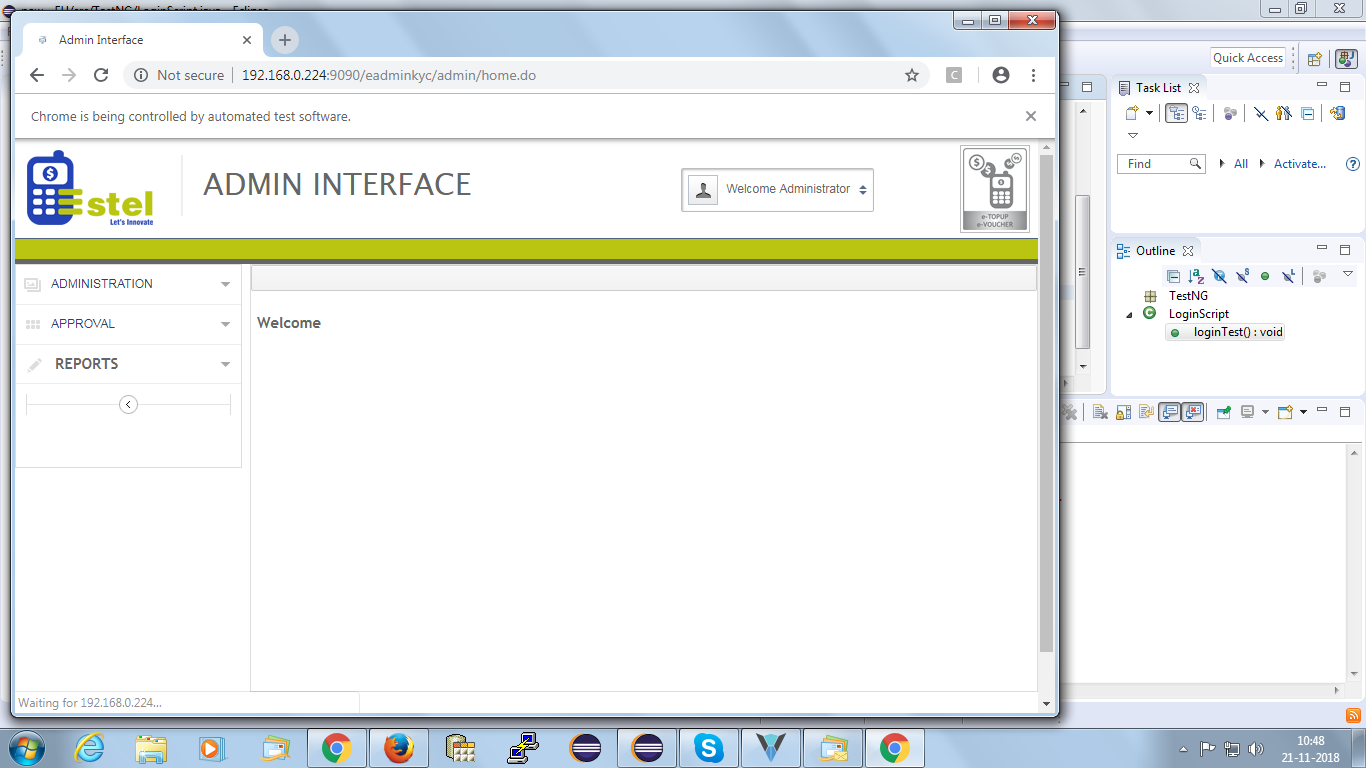 Admin Interface
Not secure
192.168.0.224:9090/eadminkyc/admin/home.do
C
Chrome is being controlled by automated test software.
stel
Let's Innovate
ADMIN INTERFACE
Welcome Administrator
e-TOPUP
e-VOUCHER
ADMINISTRATION
APPROVAL
REPORTS
Welcome
Waiting for 192.168.0.224...
Quick Access
Task List
Find
All
Activate...
Outline
TestNG
LoginScript
loginTest() : void
10:48
21-11-2018